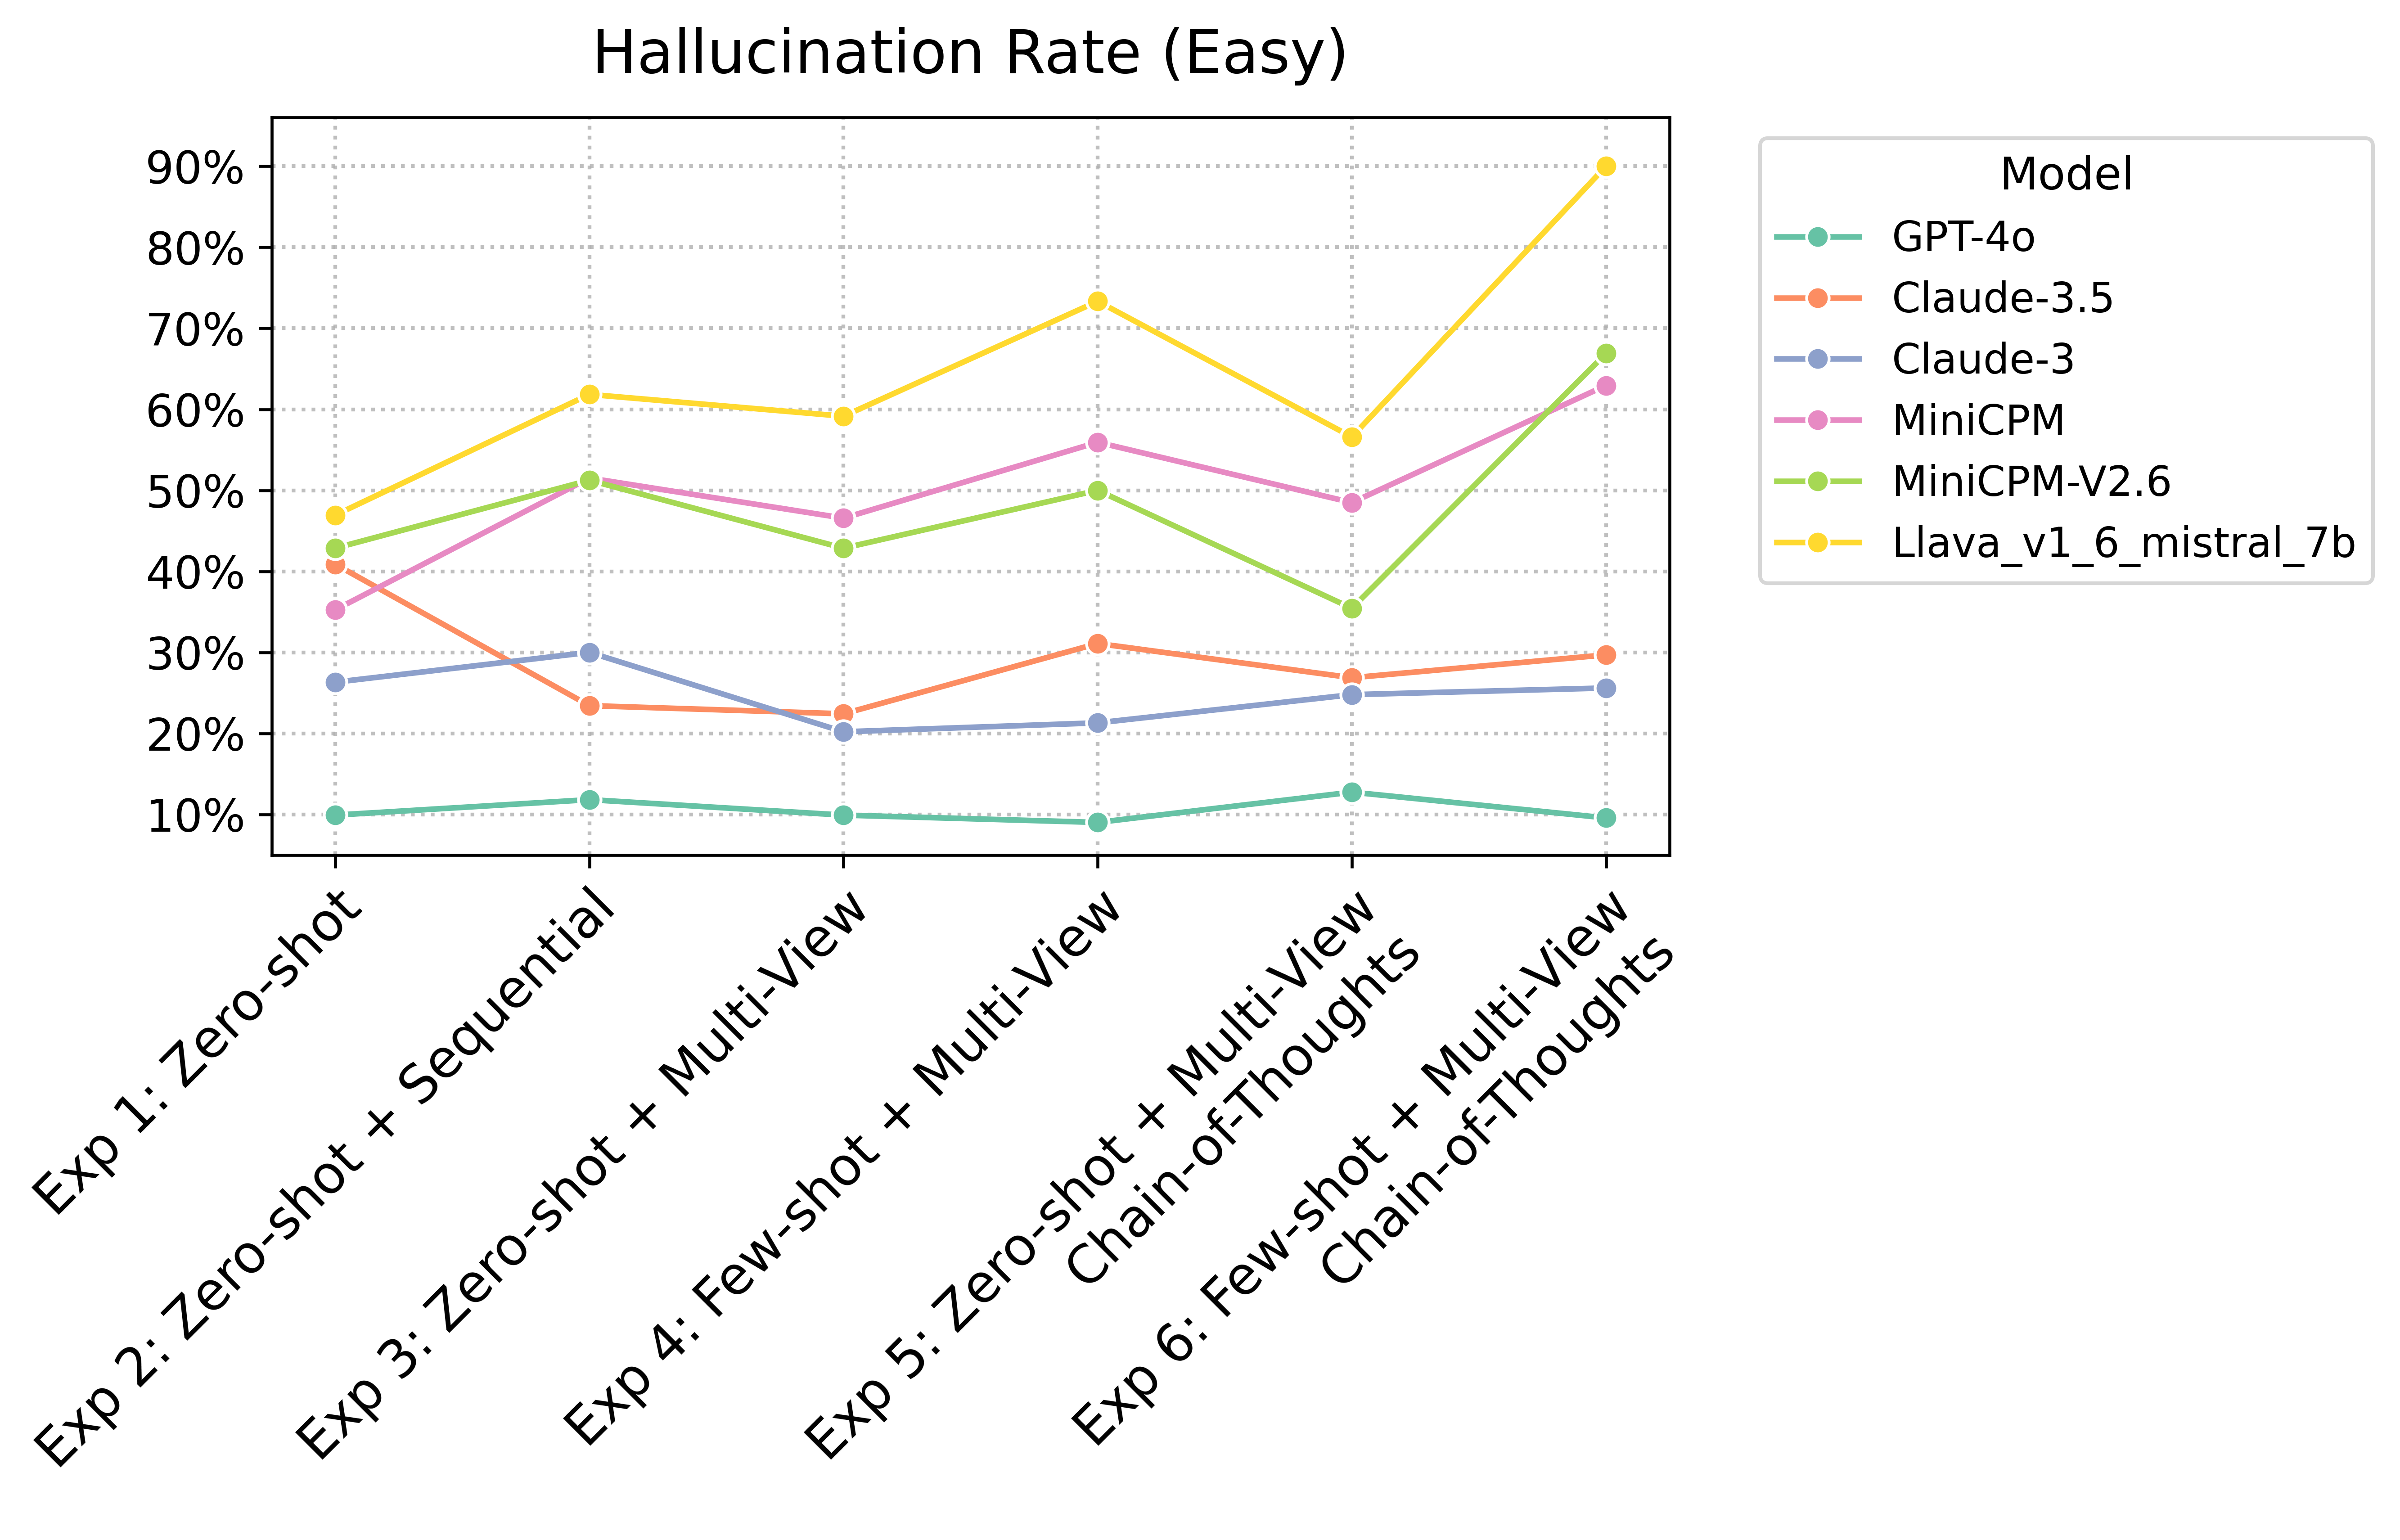 Hallucination Rate (Easy)
90%
80%
70%
60%
50%
40%
30%
20%
10%
Exp 1: Zero-shot
Exp 2: Zero-shot + Sequential
Exp 3: Zero-shot + Multi-View
Exp 4: Few-shot + Multi-View
Exp 5: Zero-shot + Multi-View
Chain-of-Thoughts
Exp 6: Few-shot + Multi-View
Chain-of-Thoughts
Model
GPT-4o
Claude-3.5
Claude-3
MiniCPM
MiniCPM-V2.6
Llava_v1_6_mistral_7b